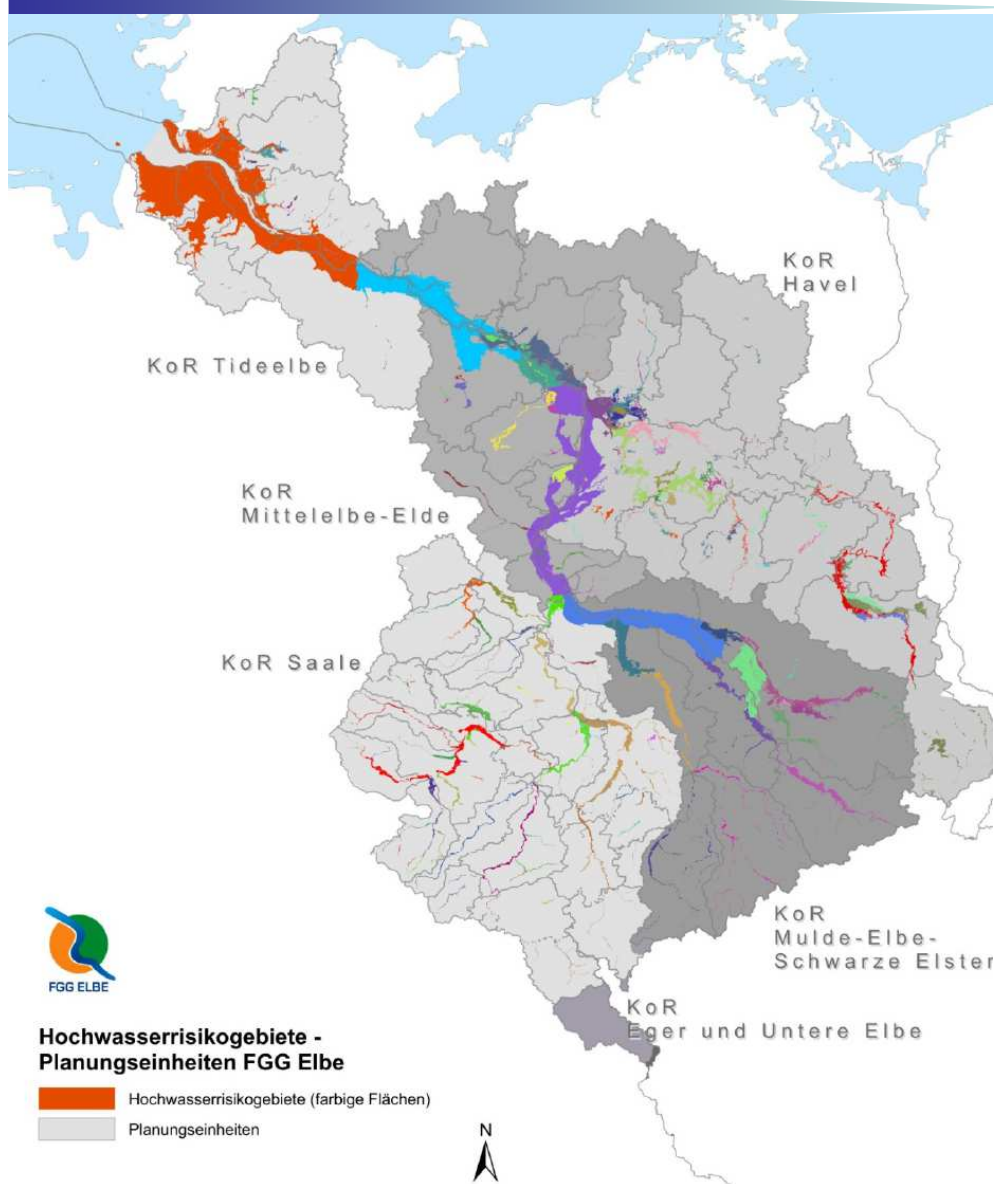 KoR
Havel
KoR Tideelbe
KoR
Mittelelbe-Elde
KoR Saale
KoR
Mulde-Elbe-
Schwarze Elster
KoR
Eger und Untere Elbe
FGG ELBE
Hochwasserrisikogebiete -
Planungseinheiten FGG Elbe
Hochwasserrisikogebiete (farbige Flächen)
Planungseinheiten
N